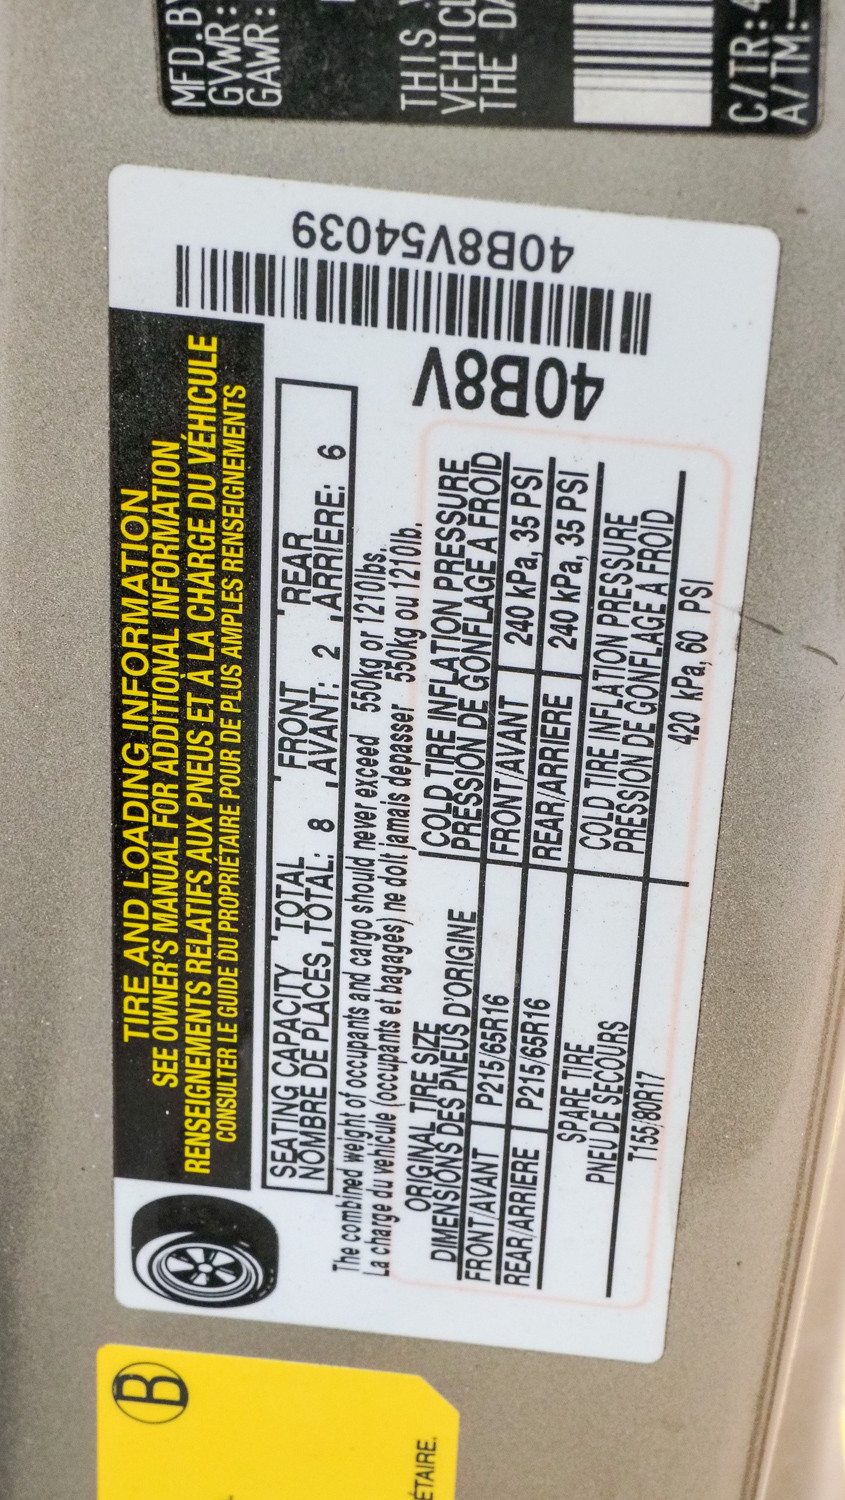 MFD.BY
GVWR:
GAWR:
THIS
VEHICL
THE DA
C/TR:4
A/TM:-
40B8V54039
40B8V
TIRE AND LOADING INFORMATION
SEE OWNER'S MANUAL FOR ADDITIONAL INFORMATION
RENSEIGNEMENTS RELATIFS AUX PNEUS ET À LA CHARGE DU VÉHICULE
CONSULTER LE GUIDE DU PROPRIÉTAIRE POUR DE PLUS AMPLES RENSEIGNEMENTS
SEATING CAPACITY TOTAL FRONT REAR
NOMBRE DE PLACES TOTAL: 8 AVANT: 2 ARRIERE: 6
The combined weight of occupants and cargo should never exceed 550kg or 1210lbs.
La charge du vehicule (occupants et bagages) ne doit jamais depasser 550kg ou 1210lb.
ORIGINAL TIRE SIZE COLD TIRE INFLATION PRESSURE
DIMENSIONS DES PNEUS D'ORIGINE PRESSION DE GONFLAGE A FROID
FRONT/AVANT P215/65R16 FRONT/AVANT 240 kPa, 35 PSI
REAR/ARRIERE P215/65R16 REAR/ARRIERE 240 kPa, 35 PSI
SPARE TIRE COLD TIRE INFLATION PRESSURE
PNEU DE SECOURS PRESSION DE GONFLAGE A FROID
T155/80R17 420 kPa, 60 PSI
B
ÉTAIRE.